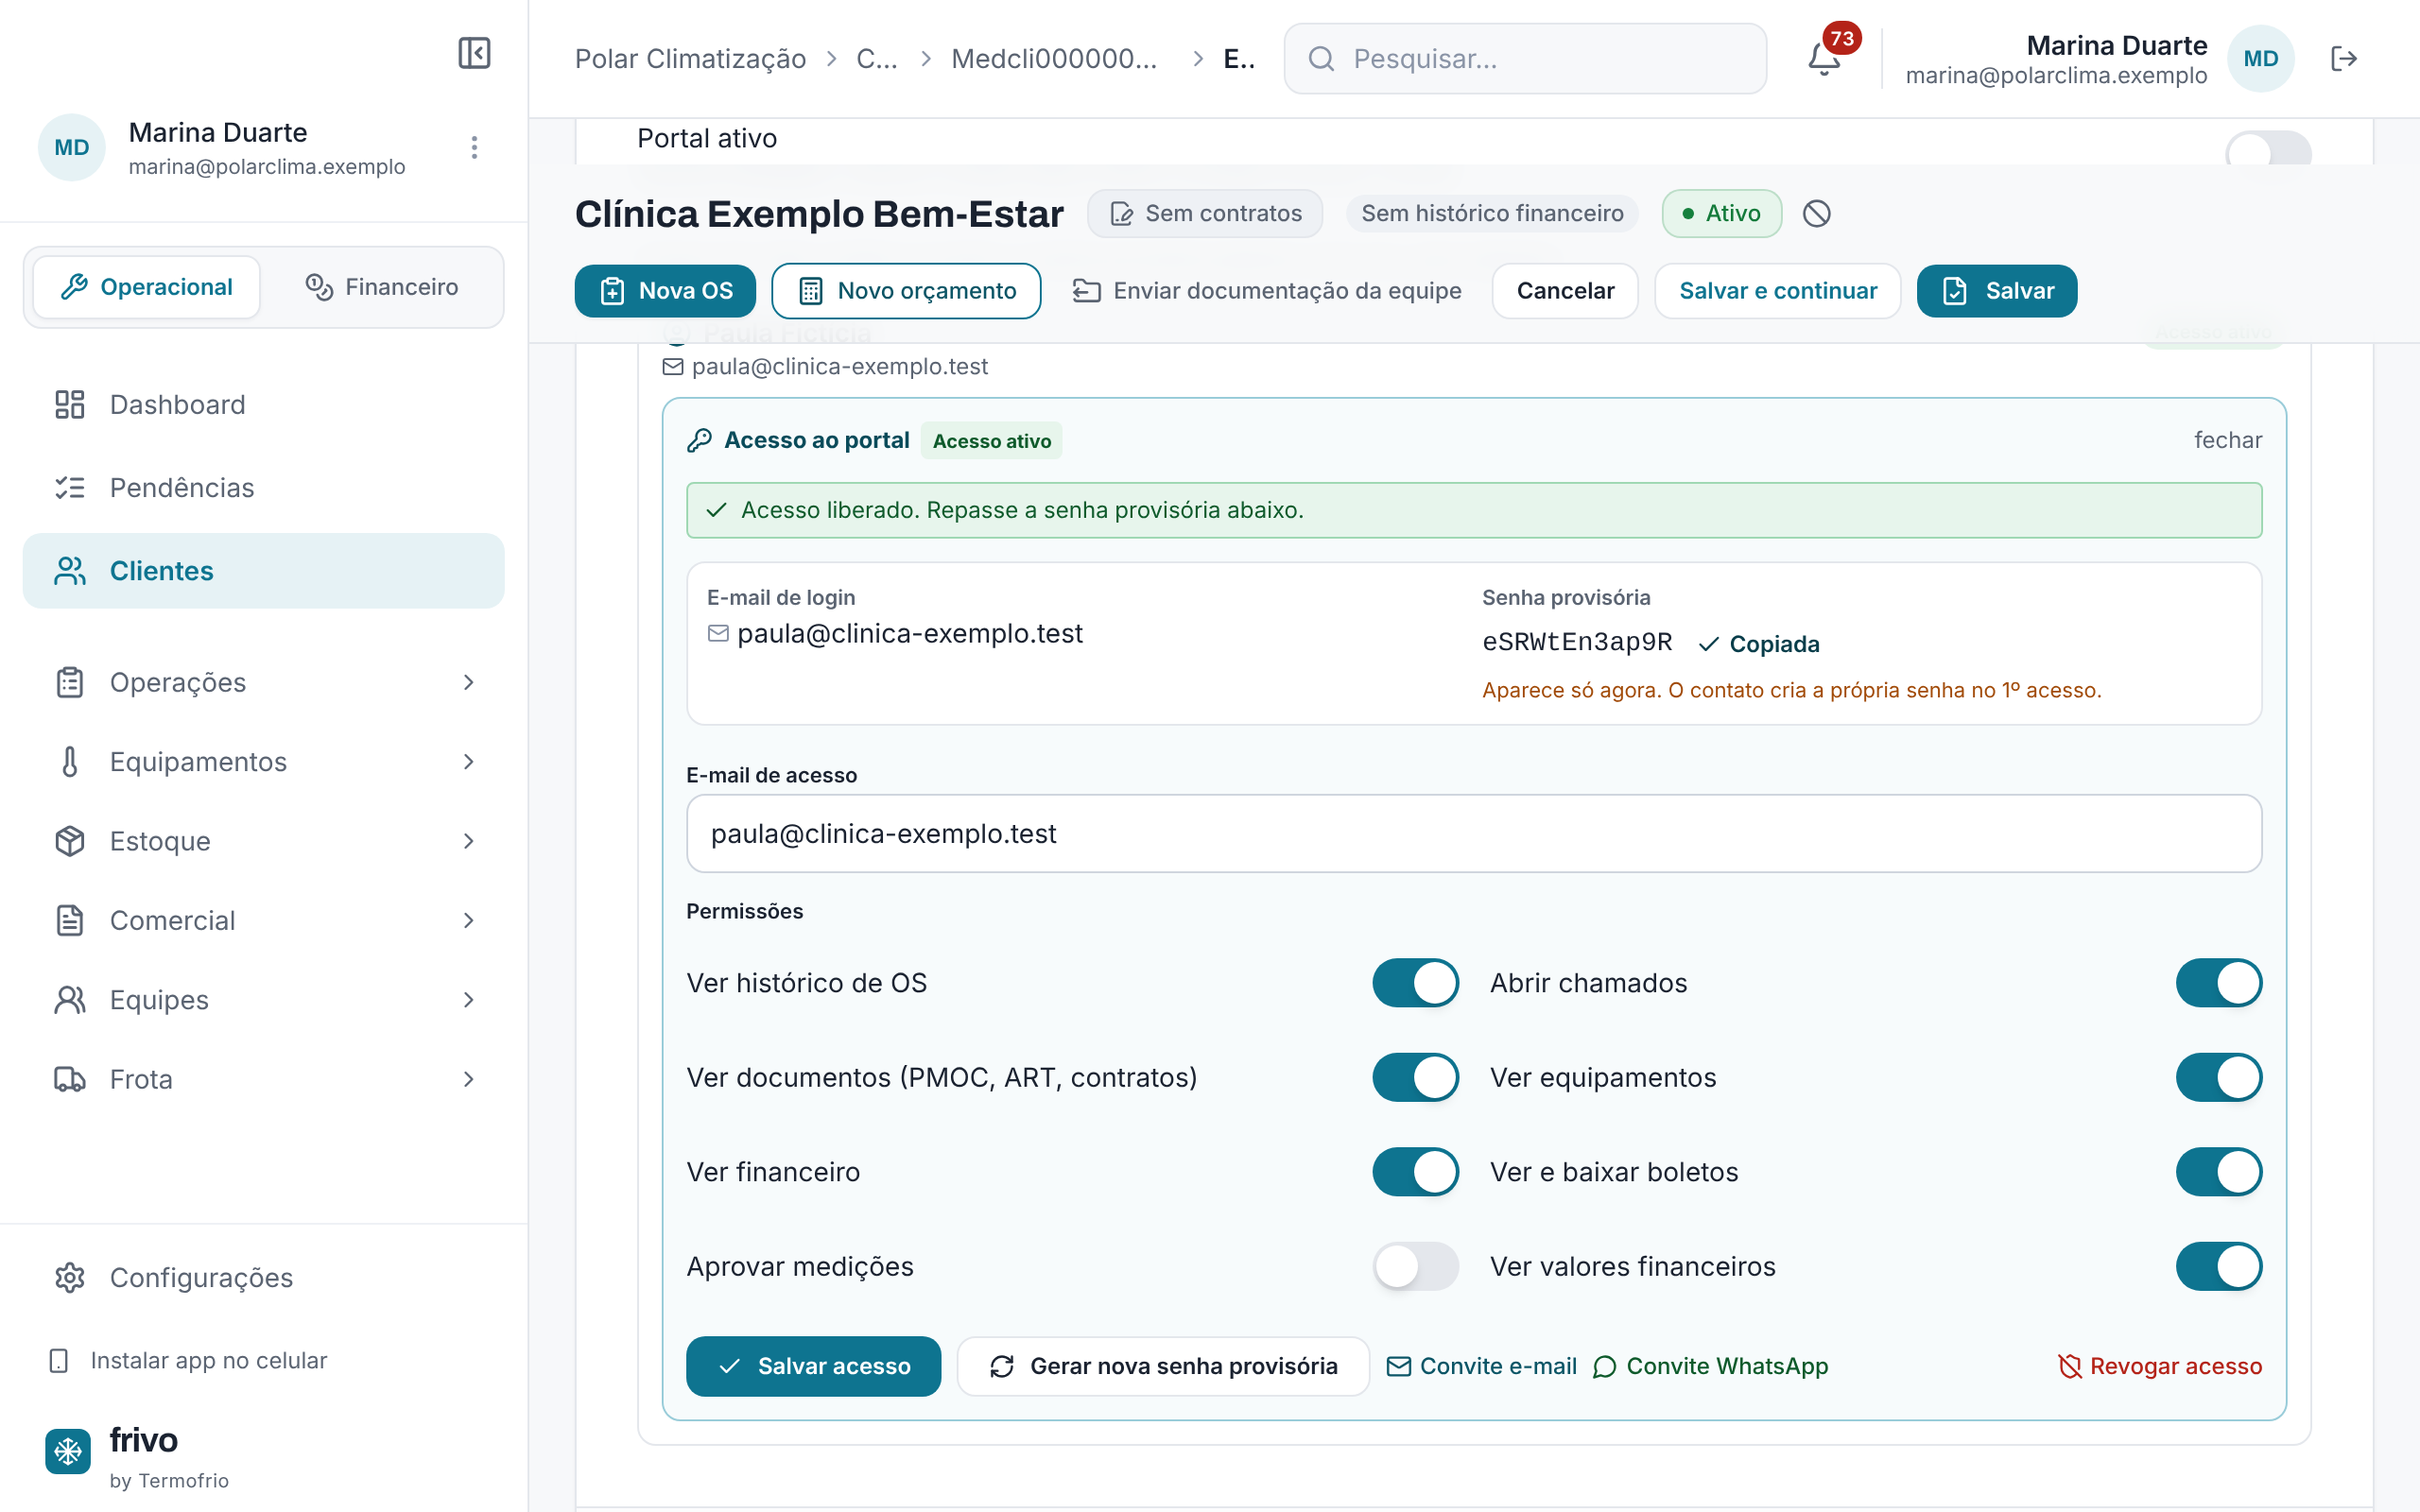 Polar Climatização > C... > Medcli000000... > E..
Pesquisar...
73
Marina Duarte
marina@polarclima.exemplo
MD
MD
Marina Duarte
marina@polarclima.exemplo
Operacional
Financeiro
Dashboard
Pendências
Clientes
Operações
Equipamentos
Estoque
Comercial
Equipes
Frota
Configurações
Instalar app no celular
frivo
by Termofrio
Portal ativo
Clínica Exemplo Bem-Estar
Sem contratos
Sem histórico financeiro
Ativo
Nova OS
Novo orçamento
Enviar documentação da equipe
Cancelar
Salvar e continuar
Salvar
Paula Fictícia
Acesso ativo
paula@clinica-exemplo.test
Acesso ao portal
Acesso ativo
fechar
Acesso liberado. Repasse a senha provisória abaixo.
E-mail de login
paula@clinica-exemplo.test
Senha provisória
eSRWtEn3ap9R
Copiada
Aparece só agora. O contato cria a própria senha no 1º acesso.
E-mail de acesso
paula@clinica-exemplo.test
Permissões
Ver histórico de OS
Abrir chamados
Ver documentos (PMOC, ART, contratos)
Ver equipamentos
Ver financeiro
Ver e baixar boletos
Aprovar medições
Ver valores financeiros
Salvar acesso
Gerar nova senha provisória
Convite e-mail
Convite WhatsApp
Revogar acesso